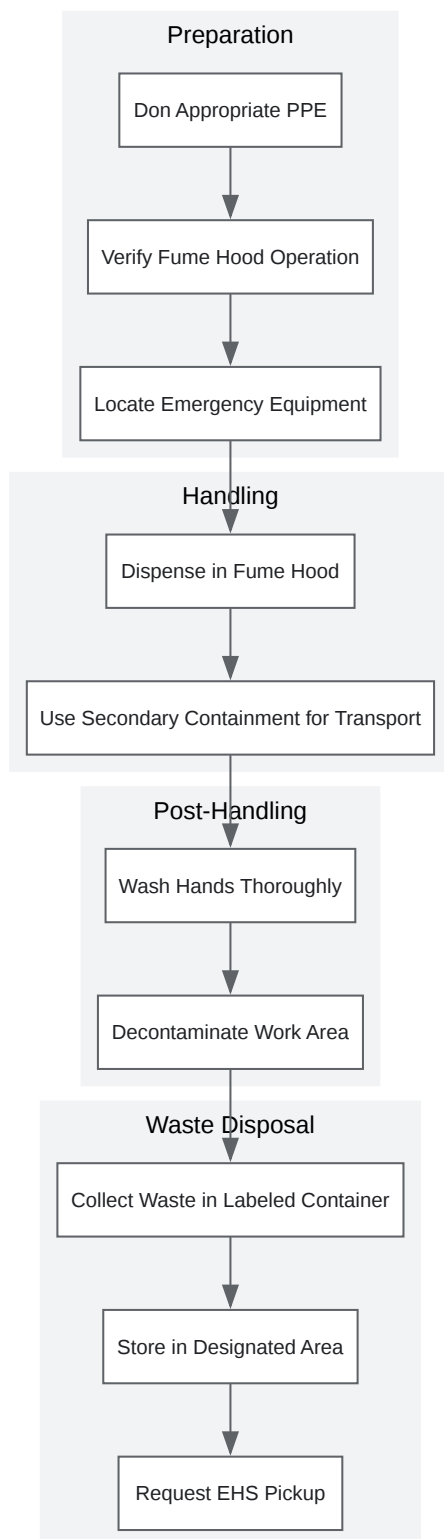 Preparation
Don Appropriate PPE
Verify Fume Hood Operation
Locate Emergency Equipment
Handling
Dispense in Fume Hood
Use Secondary Containment for Transport
Post-Handling
Wash Hands Thoroughly
Decontaminate Work Area
Waste Disposal
Collect Waste in Labeled Container
Store in Designated Area
Request EHS Pickup